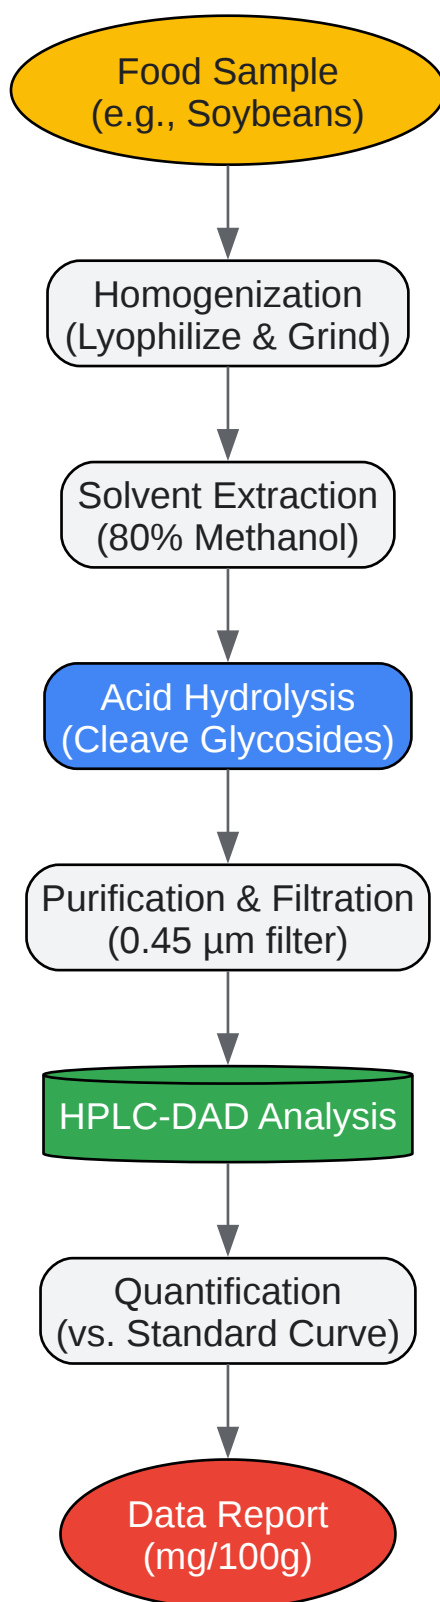 Food Sample
(e.g., Soybeans)
Homogenization
(Lyophilize & Grind)
Solvent Extraction
(80% Methanol)
Acid Hydrolysis
(Cleave Glycosides)
Purification & Filtration
(0.45 µm filter)
HPLC-DAD Analysis
Quantification
(vs. Standard Curve)
Data Report
(mg/100g)